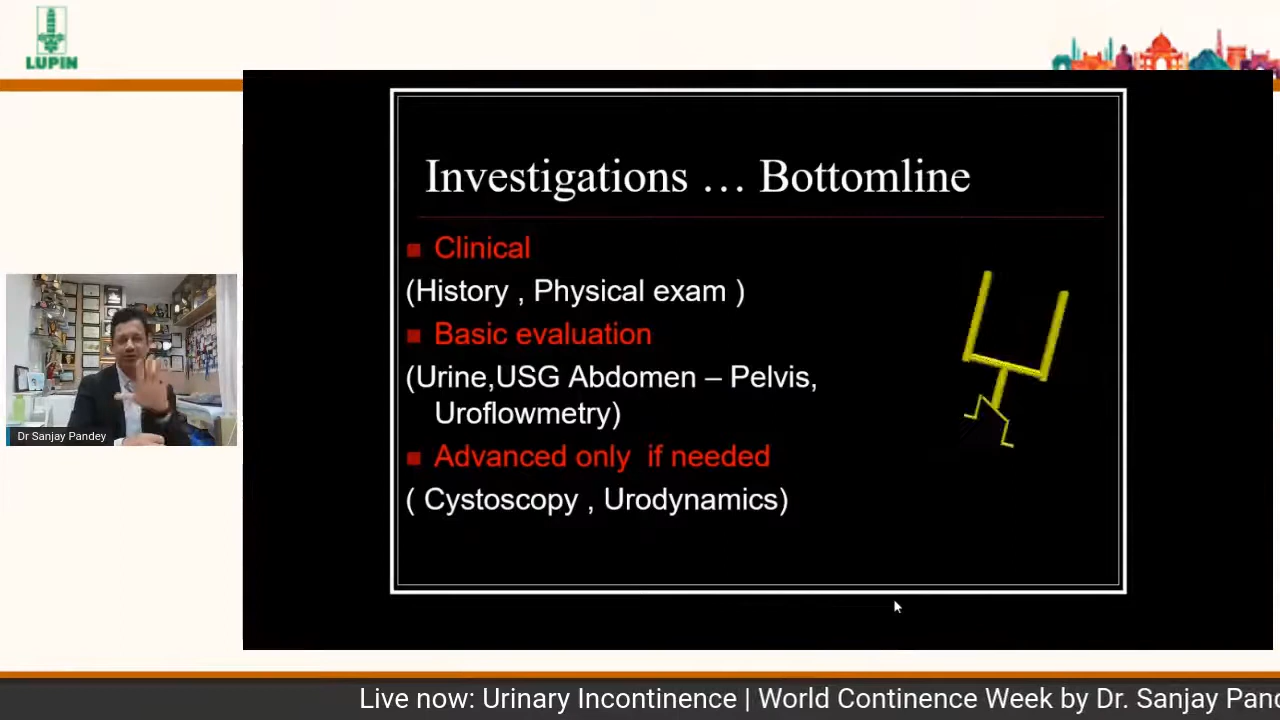 LUPIN
Investigations … Bottomline
Clinical
(History , Physical exam )
Basic evaluation
(Urine,USG Abdomen – Pelvis,
Uroflowmetry)
Advanced only if needed
( Cystoscopy , Urodynamics)
Dr Sanjay Pandey
Live now: Urinary Incontinence | World Continence Week by Dr. Sanjay Pand